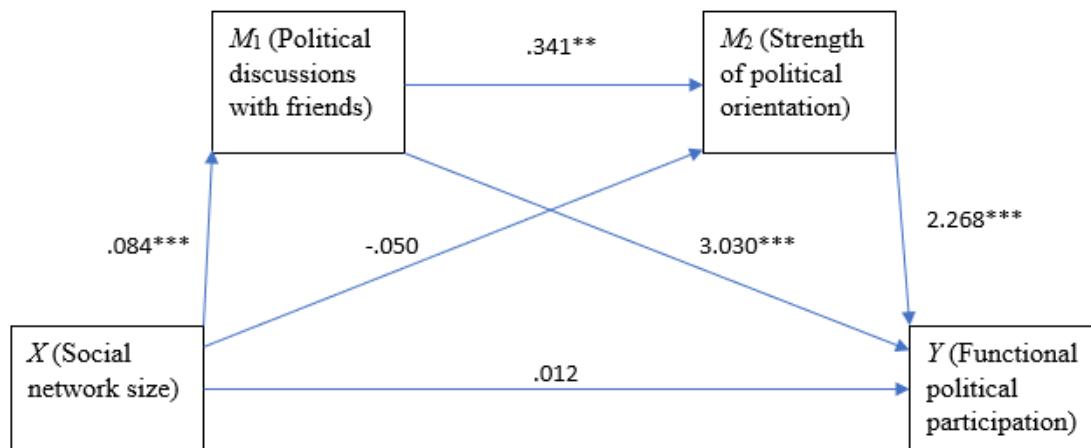 M1 (Political
discussions
with friends)
.341**
M2 (Strength
of political
orientation)
.084***
-.050
3.030***
2.268***
X (Social
network size)
.012
Y (Functional
political
participation)